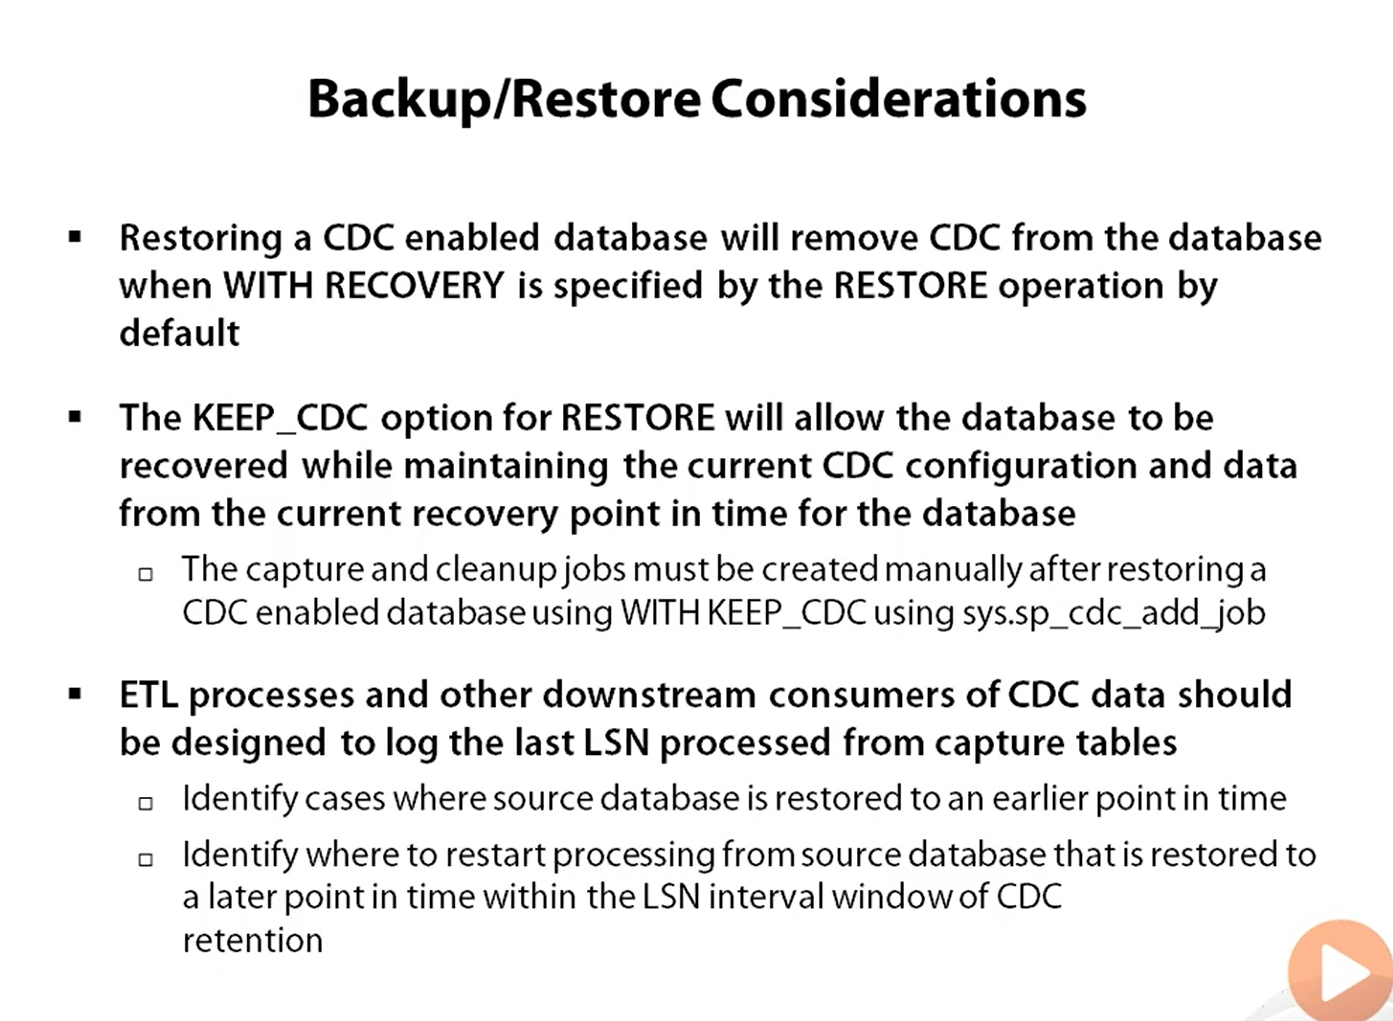 Backup/Restore Considerations
▪ Restoring a CDC enabled database will remove CDC from the database
when WITH RECOVERY is specified by the RESTORE operation by
default
▪ The KEEP_CDC option for RESTORE will allow the database to be
recovered while maintaining the current CDC configuration and data
from the current recovery point in time for the database
□ The capture and cleanup jobs must be created manually after restoring a
CDC enabled database using WITH KEEP_CDC using sys.sp_cdc_add_job
▪ ETL processes and other downstream consumers of CDC data should
be designed to log the last LSN processed from capture tables
□ Identify cases where source database is restored to an earlier point in time
□ Identify where to restart processing from source database that is restored to
a later point in time within the LSN interval window of CDC
retention